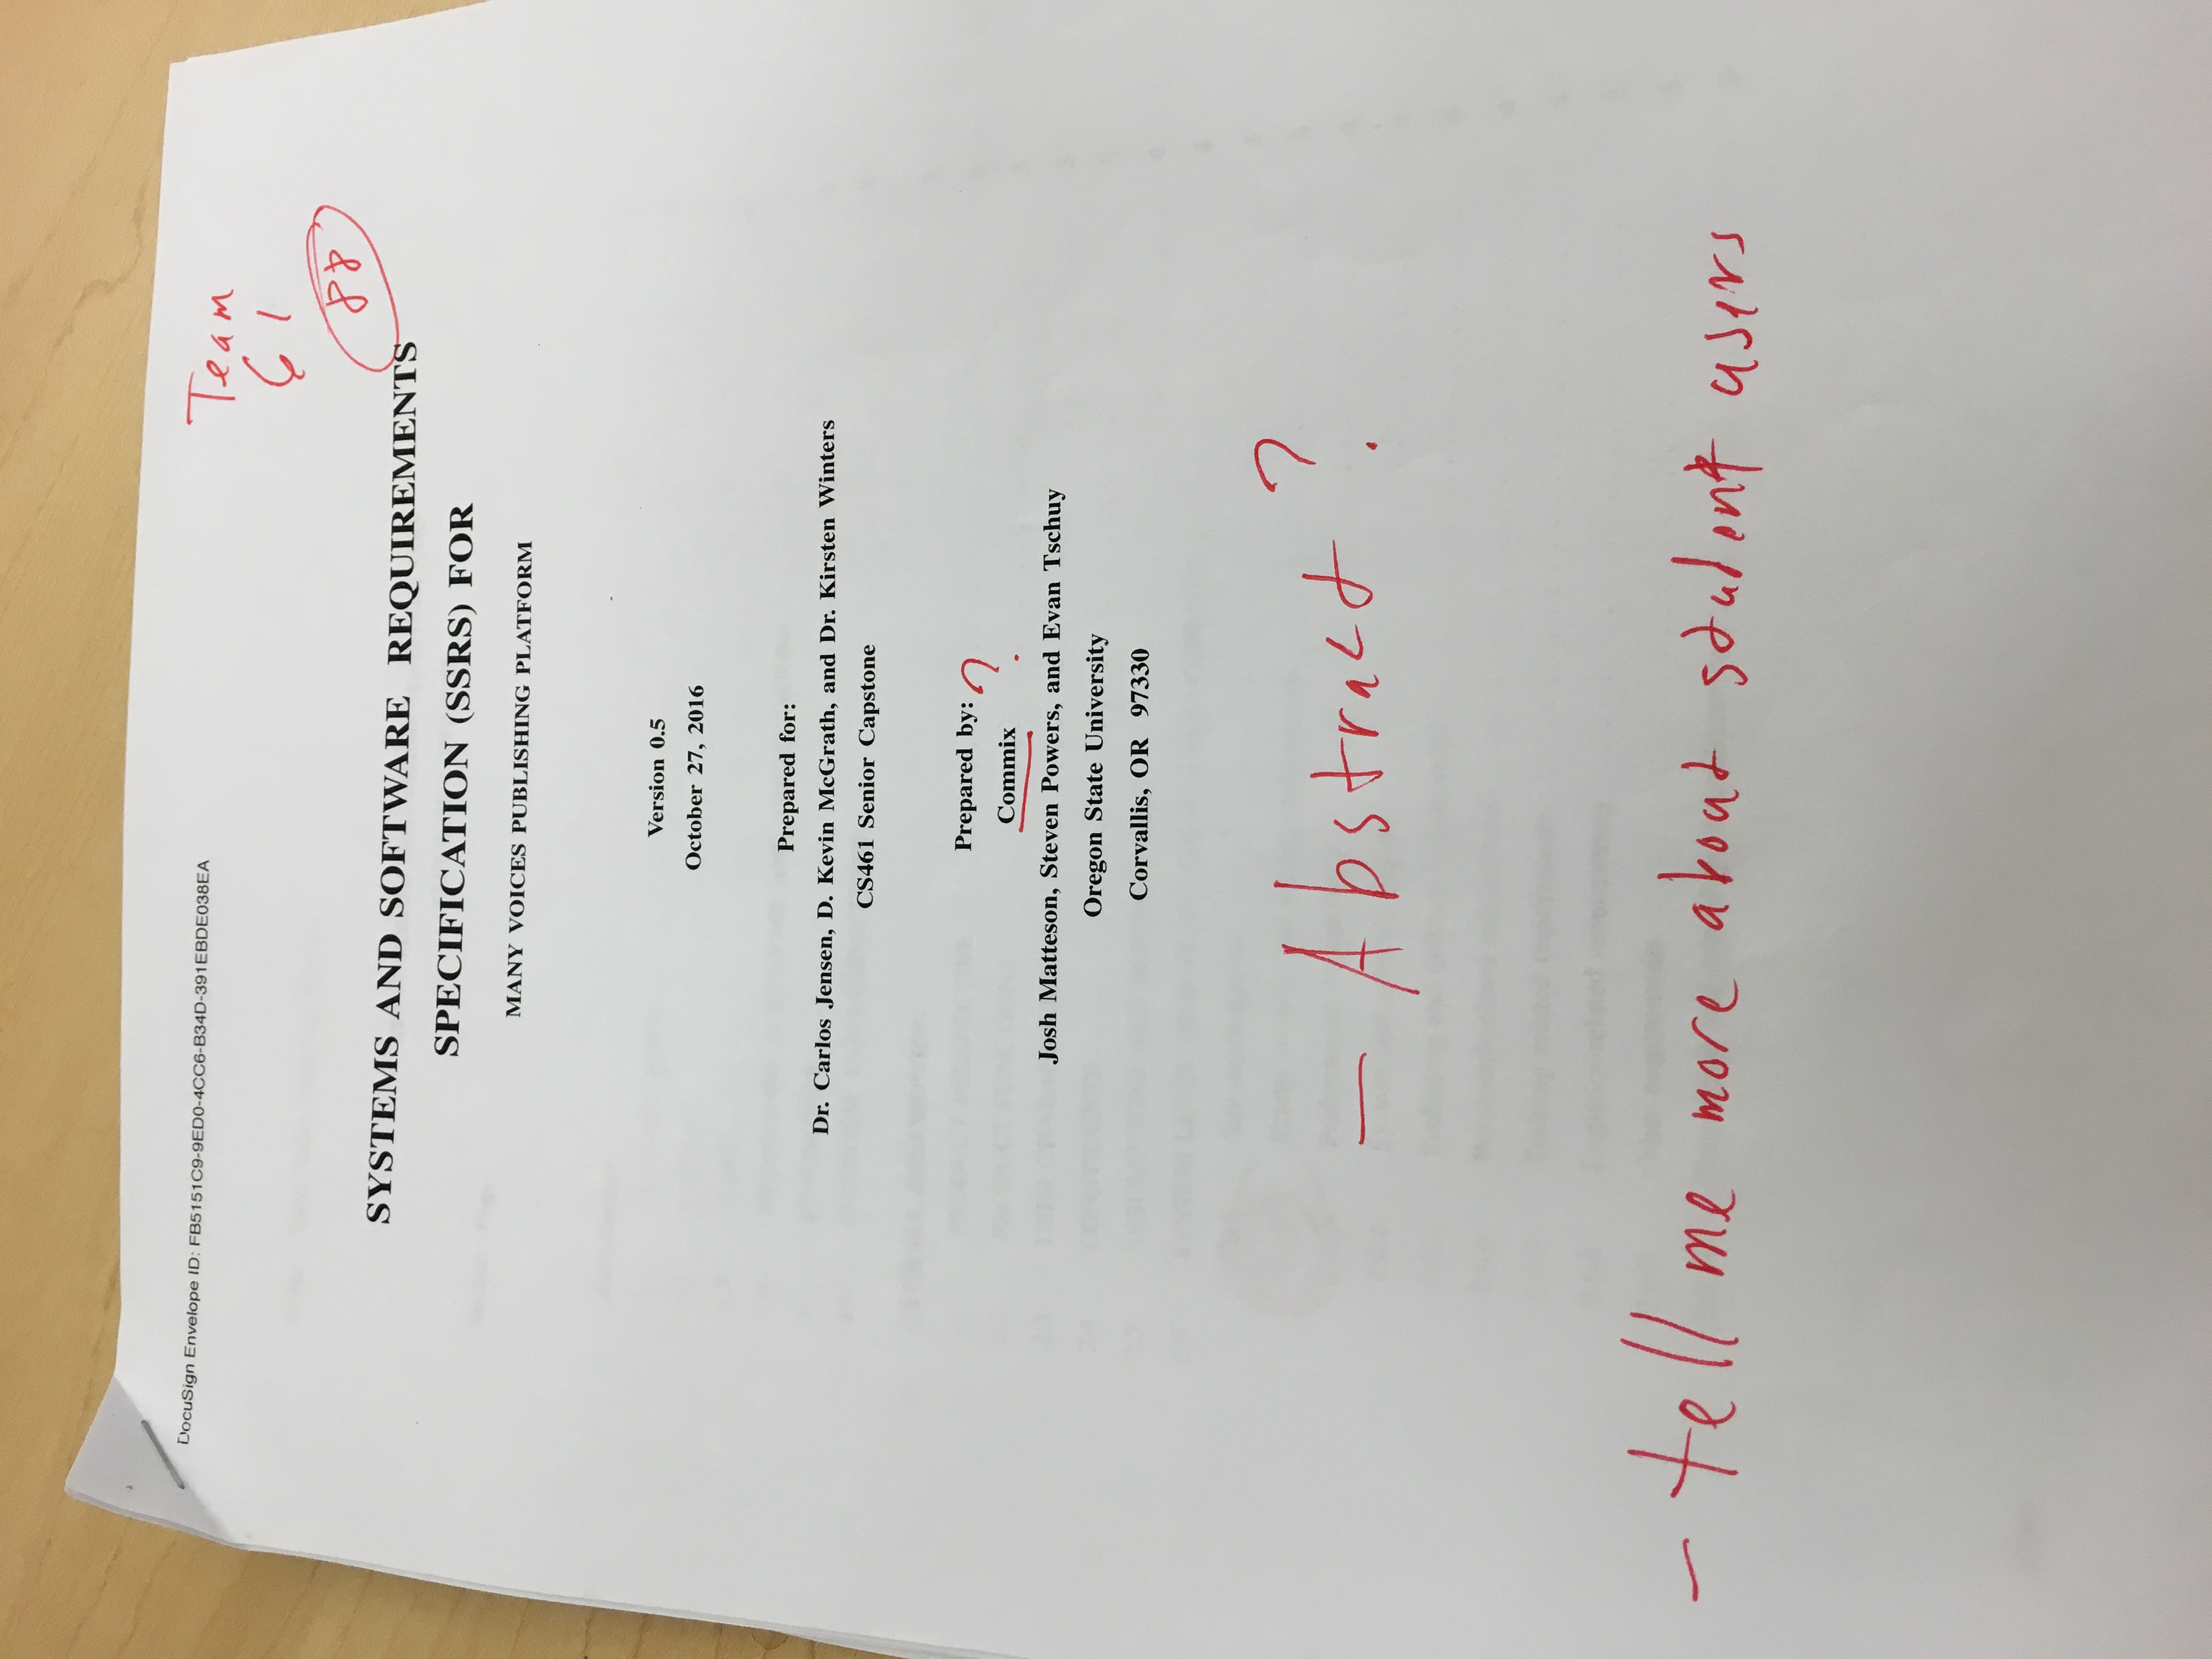 DocuSign Envelope ID: FB5151C9-9ED0-4CC6-B34D-391EBDE038EA
Team
61
88
SYSTEMS AND SOFTWARE REQUIREMENTS
SPECIFICATION (SSRS) FOR
MANY VOICES PUBLISHING PLATFORM
Version 0.5
October 27, 2016
Prepared for:
Dr. Carlos Jensen, D. Kevin McGrath, and Dr. Kirsten Winters
CS461 Senior Capstone
Prepared by:
Commix ?
Josh Matteson, Steven Powers, and Evan Tschuy
Oregon State University
Corvallis, OR 97330
- Abstract ?
- tell me more about student users